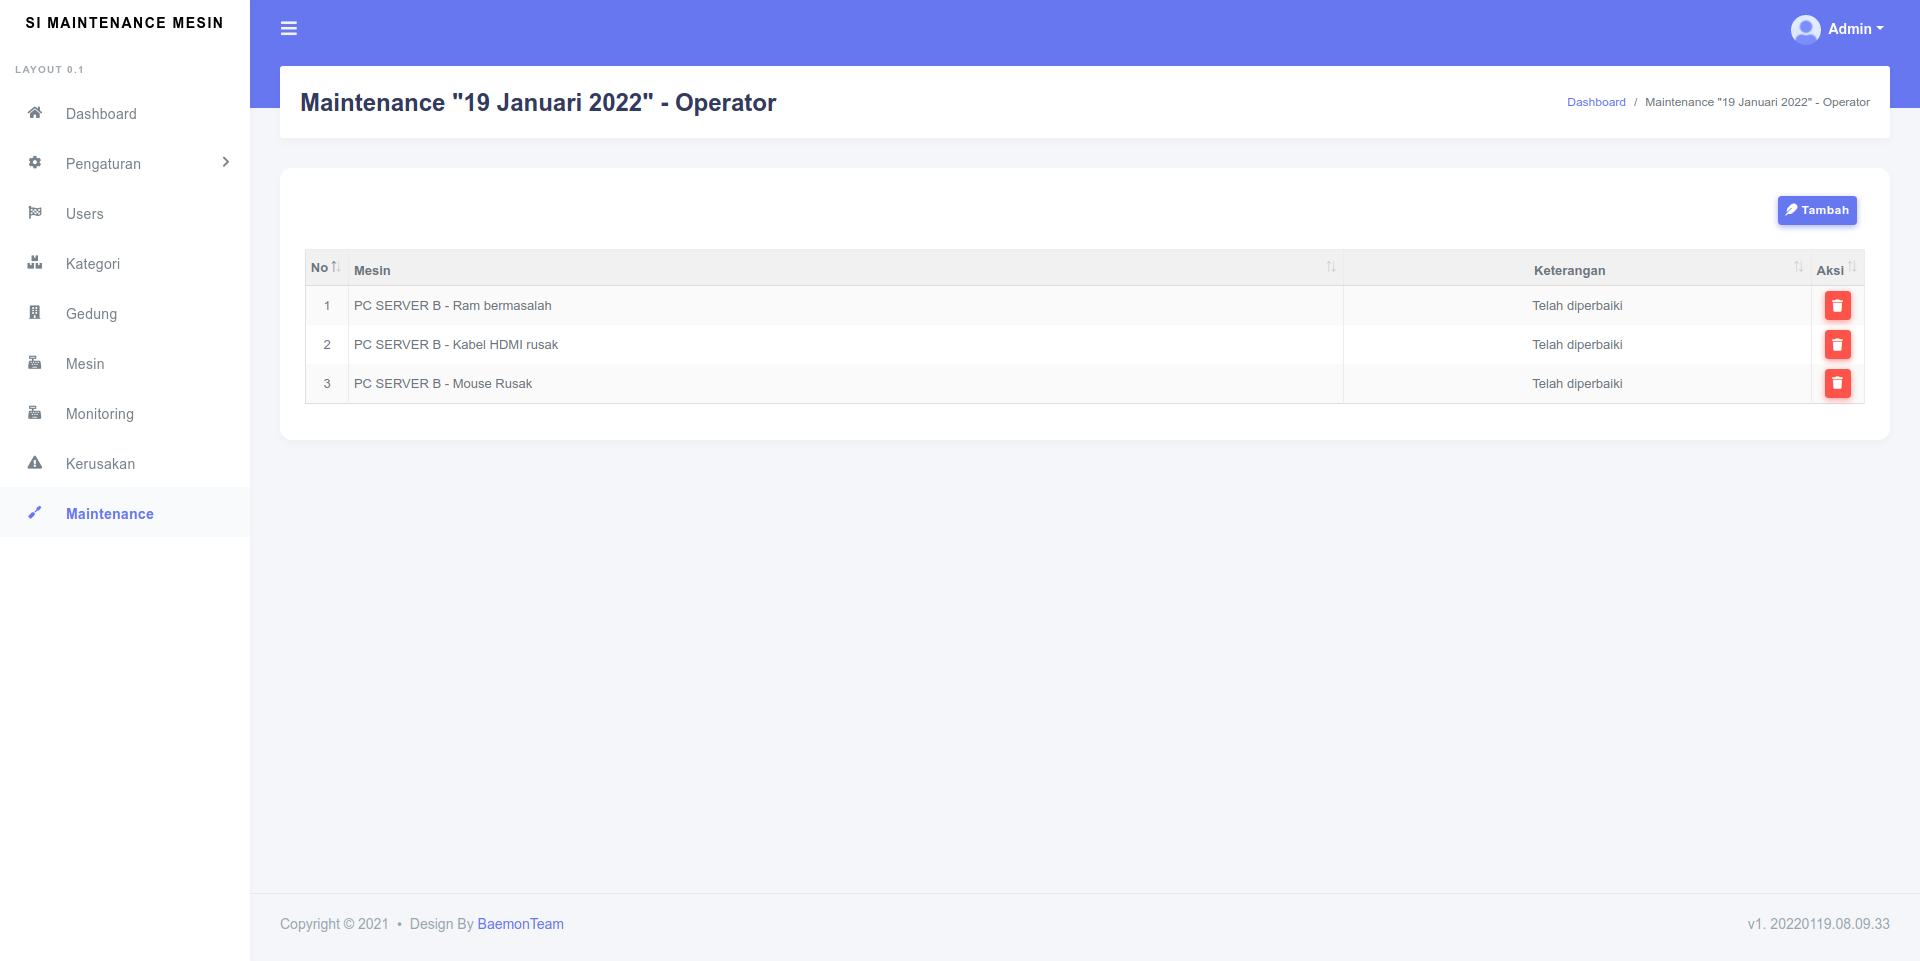 SI MAINTENANCE MESIN
Admin
LAYOUT 0.1
Dashboard
Pengaturan
Users
Kategori
Gedung
Mesin
Monitoring
Kerusakan
Maintenance
Maintenance "19 Januari 2022" - Operator
Dashboard / Maintenance "19 Januari 2022" - Operator
Tambah
No Mesin Keterangan Aksi
1 PC SERVER B - Ram bermasalah Telah diperbaiki
2 PC SERVER B - Kabel HDMI rusak Telah diperbaiki
3 PC SERVER B - Mouse Rusak Telah diperbaiki
Copyright © 2021 • Design By BaemonTeam
v1. 20220119.08.09.33